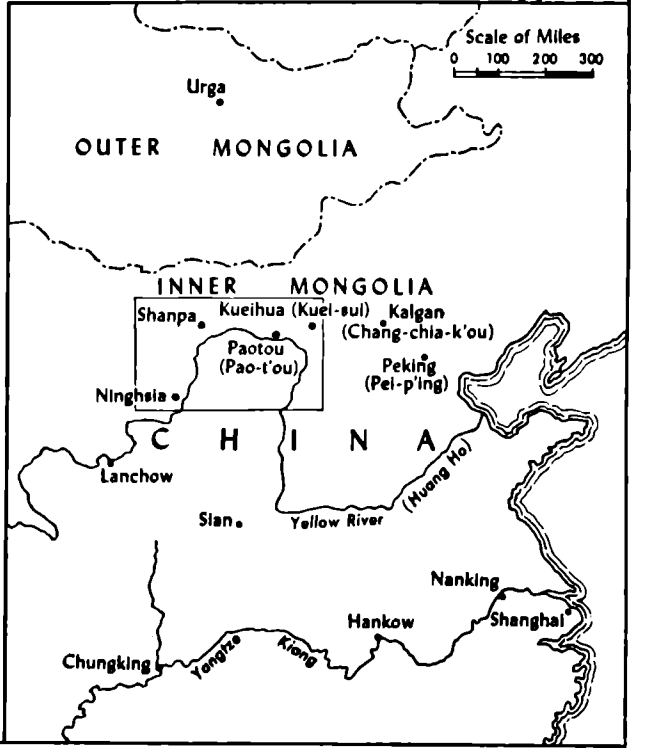 Scale of Miles
0 100 200 300
Urga
OUTER MONGOLIA
INNER MONGOLIA
Shanpa
Kueihua (Kuei-sui)
Kalgan
(Chang-chia-k'ou)
Paotou
(Pao-t'ou)
Peking
(Pei-p'ing)
Ninghsia
CHINA
Lanchow
(Huang Ho)
Sian
Yellow River
Nanking
Shanghai
Hankow
Chungking
Yangtze Kiang